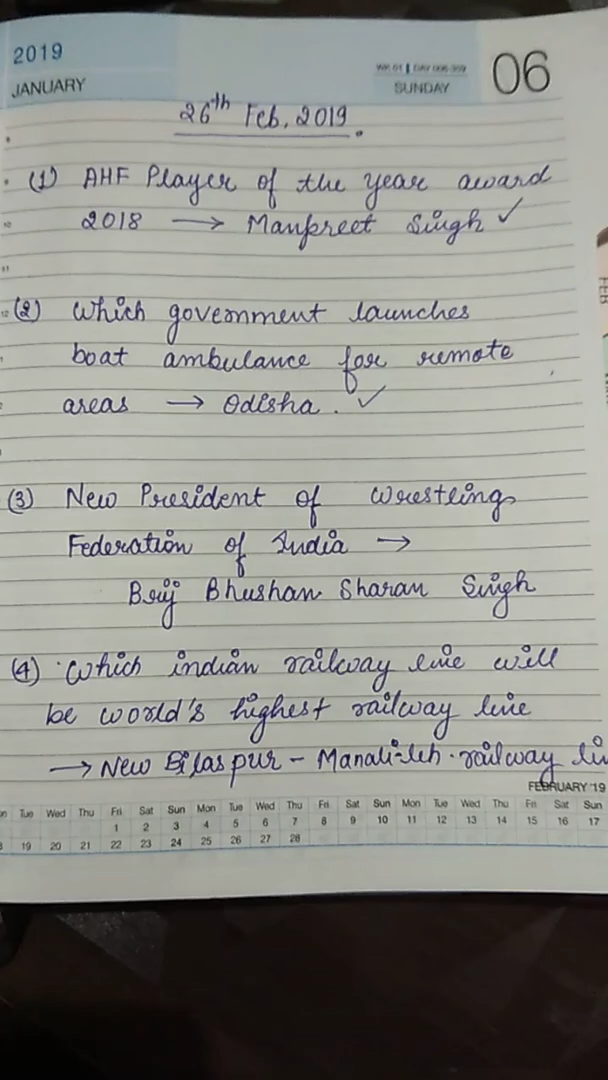 2019
JANUARY
SUNDAY
06
26th Feb, 2019.
(1) AHF Player of the year award
2018 → Manpreet Singh ✓
(2) Which government launches
boat ambulance for remote
areas → Odisha. ✓
(3) New President of Wrestling
Federation of India →
Brij Bhushan Sharan Singh
(4) Which indian railway line will
be world's highest railway line
→ New Bilaspur - Manali-leh railway
FEBRUARY '19
Tue Wed Thu Fri Sat Sun Mon Tue Wed Thu Fri Sat Sun Mon Tue Wed Thu Fri Sat Sun
1 2 3 4 5 6 7 8 9 10 11 12 13 14 15 16 17
19 20 21 22 23 24 25 26 27 28
FEB